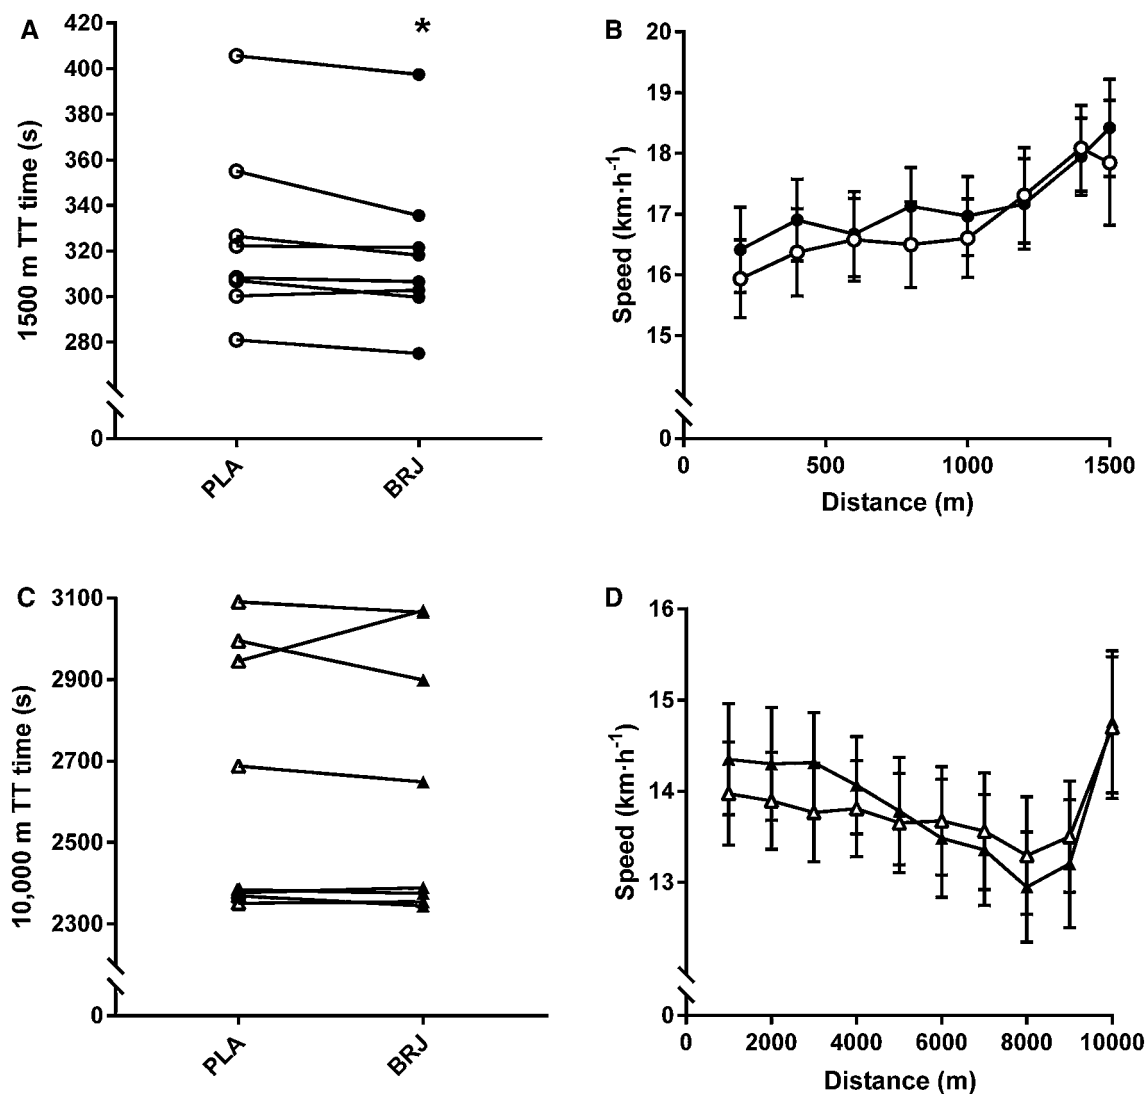 A
*
1500 m TT time (s)
420
400
380
360
340
320
300
280
0
PLA
BRJ
B
Speed (km·h⁻¹)
20
19
18
17
16
15
0
0
500
1000
1500
Distance (m)
C
10,000 m TT time (s)
3100
2900
2700
2500
2300
0
PLA
BRJ
D
Speed (km·h⁻¹)
16
15
14
13
0
0
2000
4000
6000
8000
10000
Distance (m)